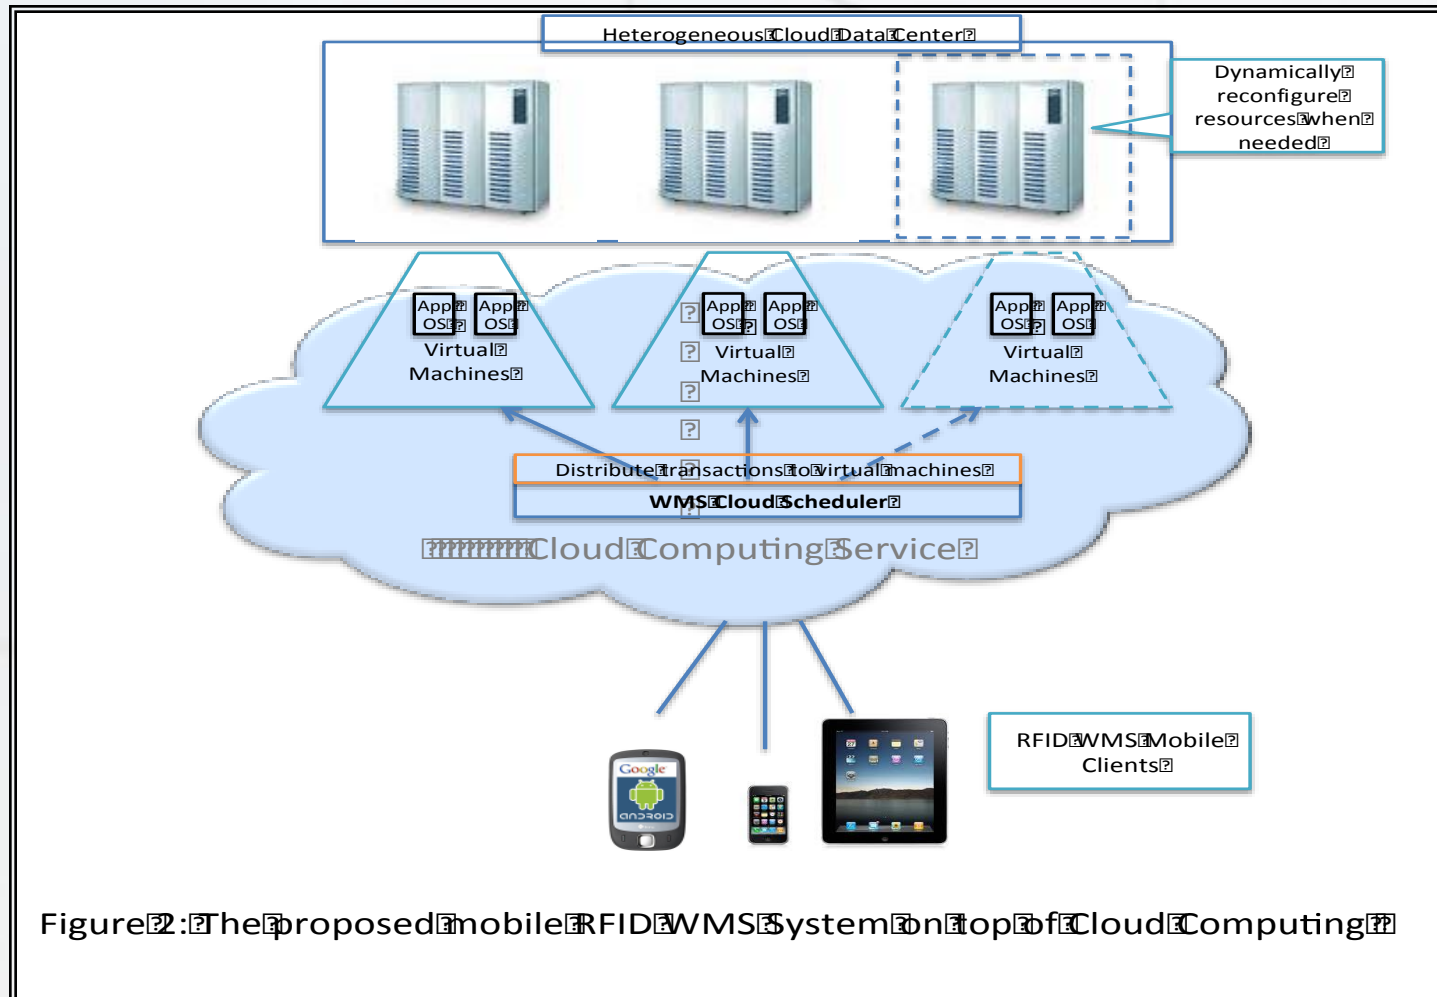 Heterogeneous Cloud Data Center
Dynamically
reconfigure
resources when
needed
App App
OS OS
Virtual
Machines
App App
OS OS
Virtual
Machines
App App
OS OS
Virtual
Machines
Distribute transactions to virtual machines
WMS Cloud Scheduler
Cloud Computing Service
Google
ANDROID
RFID WMS Mobile
Clients
Figure 2: The proposed mobile RFID WMS System on top of Cloud Computing